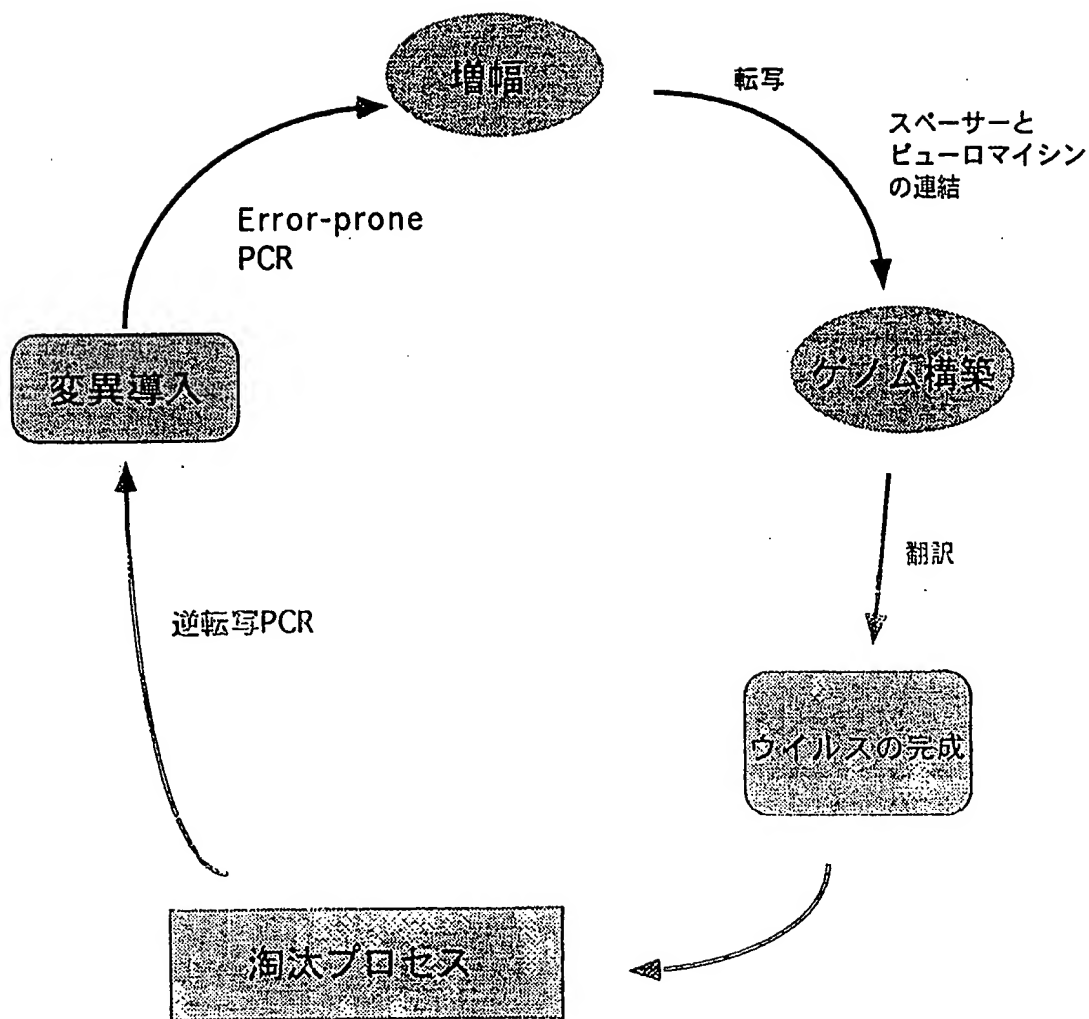 増幅
転写
スペーサーと
ピューロマイシン
の連結
Error-prone
PCR
変異導入
ゲノム構築
翻訳
逆転写PCR
ウイルスの完成
淘汰プロセス